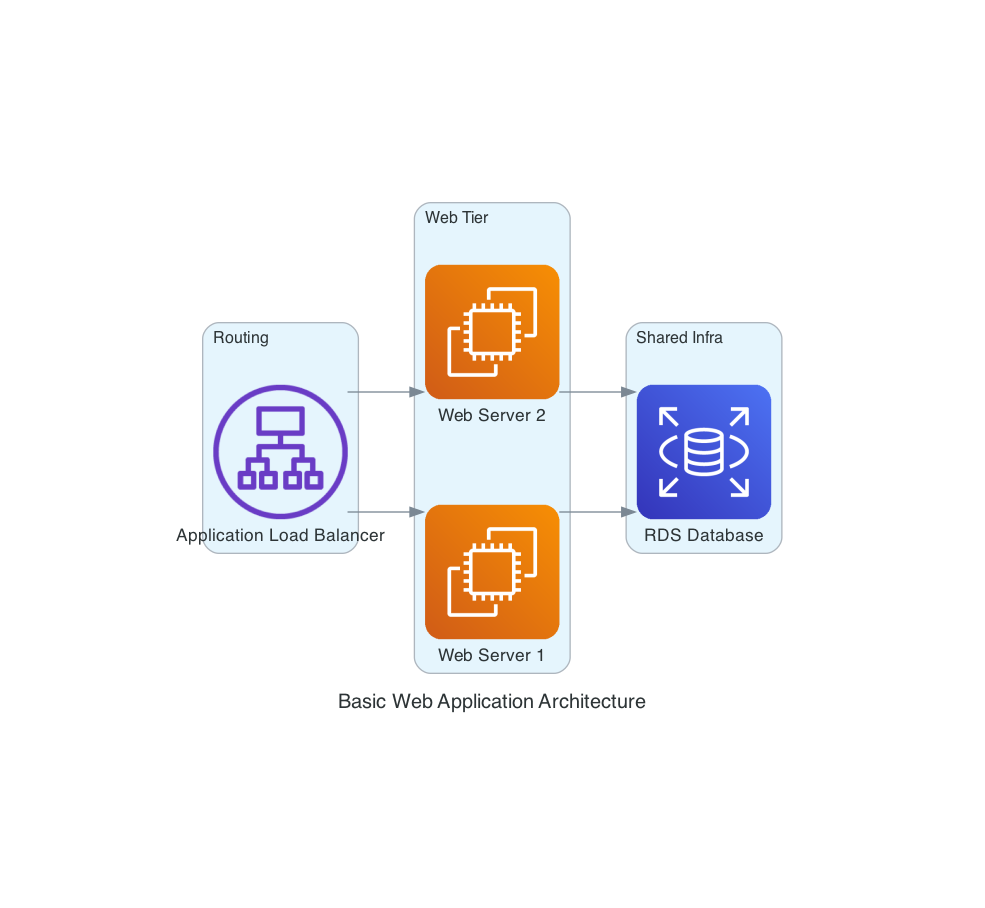 Web Tier
Web Server 2
Routing
Application Load Balancer
Shared Infra
RDS Database
Web Server 1
Basic Web Application Architecture